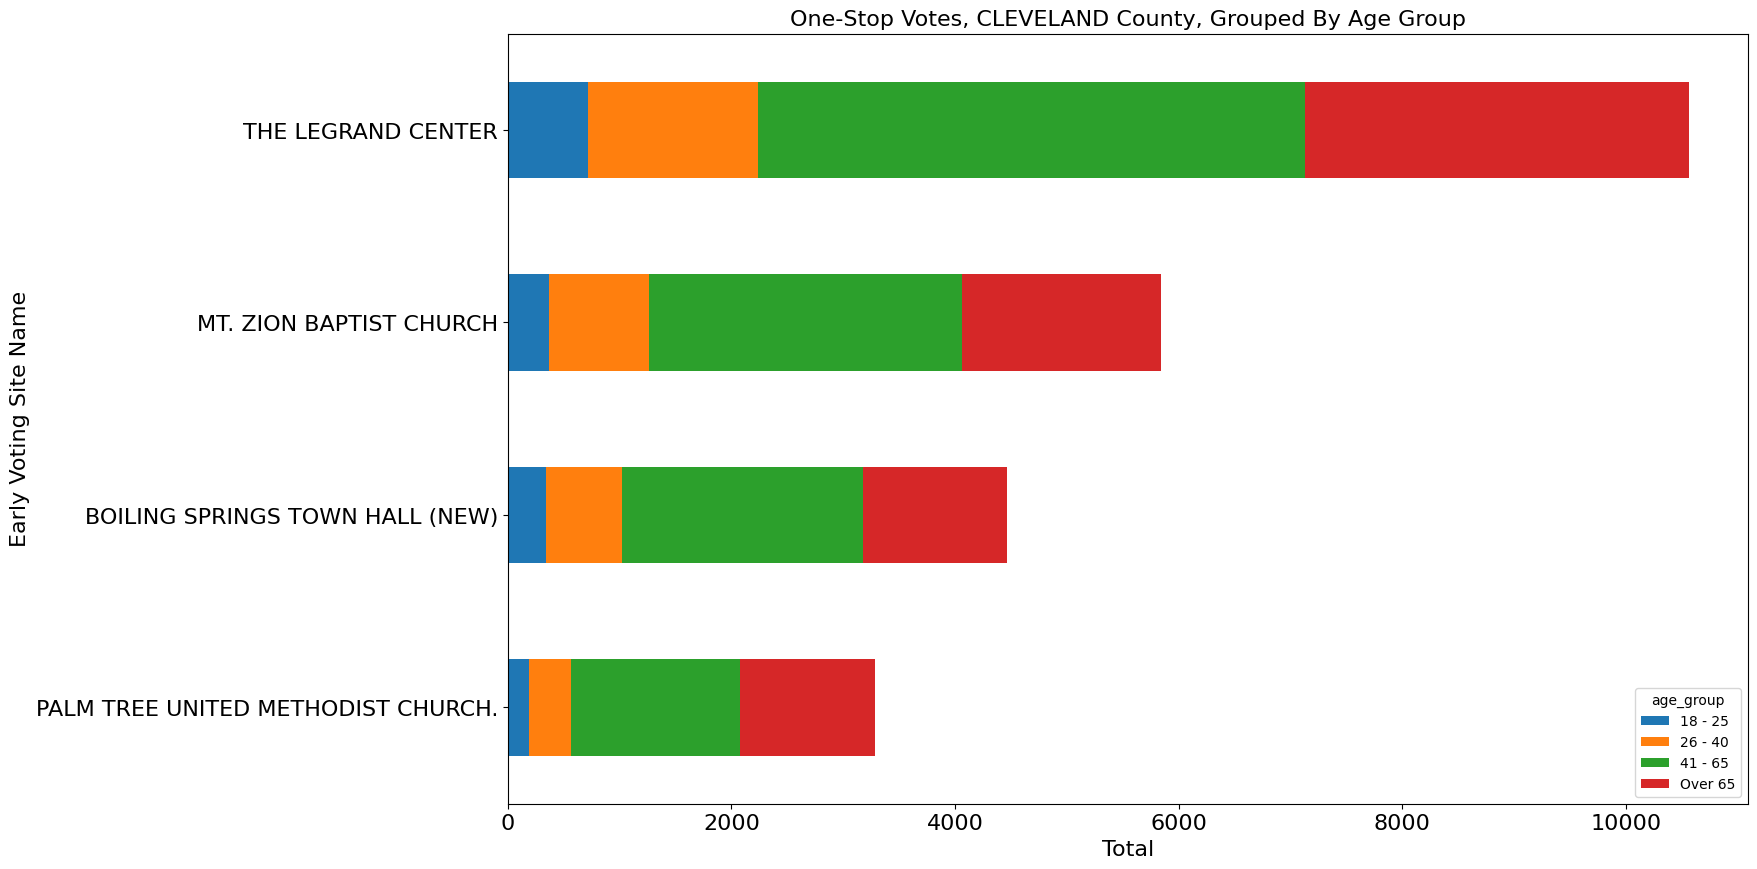 One-Stop Votes, CLEVELAND County, Grouped By Age Group
Early Voting Site Name
THE LEGRAND CENTER
MT. ZION BAPTIST CHURCH
BOILING SPRINGS TOWN HALL (NEW)
PALM TREE UNITED METHODIST CHURCH.
age_group
18 - 25
26 - 40
41 - 65
Over 65
0 2000 4000 6000 8000 10000
Total